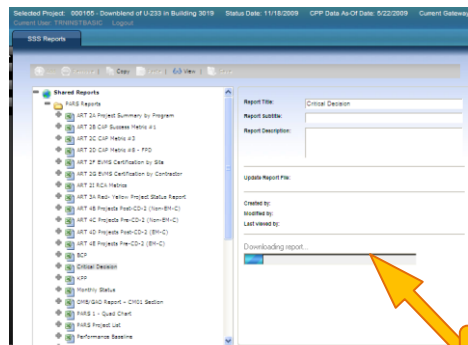 Selected Project: 000165 - Downblend of U-233 in Building 3019 Status Date: 11/18/2009 CPP Data As-Of Date: 5/22/2009 Current Gateway
Current User: TRNNSTBASIC Logout
SSS Reports
Copy View
Shared Reports
PARS Reports
ART 2A Project Summary by Program
ART 2B CAP Success Metric #1
ART 2C CAP Metric #3
ART 2D CAP Metric #8 - FPD
ART 2F EVMS Certification by Site
ART 2G EVMS Certification by Contractor
ART 2I RCA Metrics
ART 3A Red- Yellow Project Status Report
ART 4B Projects Post-CD-2 (Non-EM-C)
ART 4C Projects Pre-CD-2 (Non-EM-C)
ART 4D Projects Post-CD-2 (EM-C)
ART 4E Projects Pre-CD-2 (EM-C)
BCP
Critical Decision
KPP
Monthly Status
OMB/GAO Report - CM01 Section
PARS 1 - Quad Chart
PARS Project List
Performance Baseline
Report Title: Critical Decision
Report Subtitle:
Report Description:
Update Report File:
Created by:
Modified by:
Last viewed by:
Downloading report...